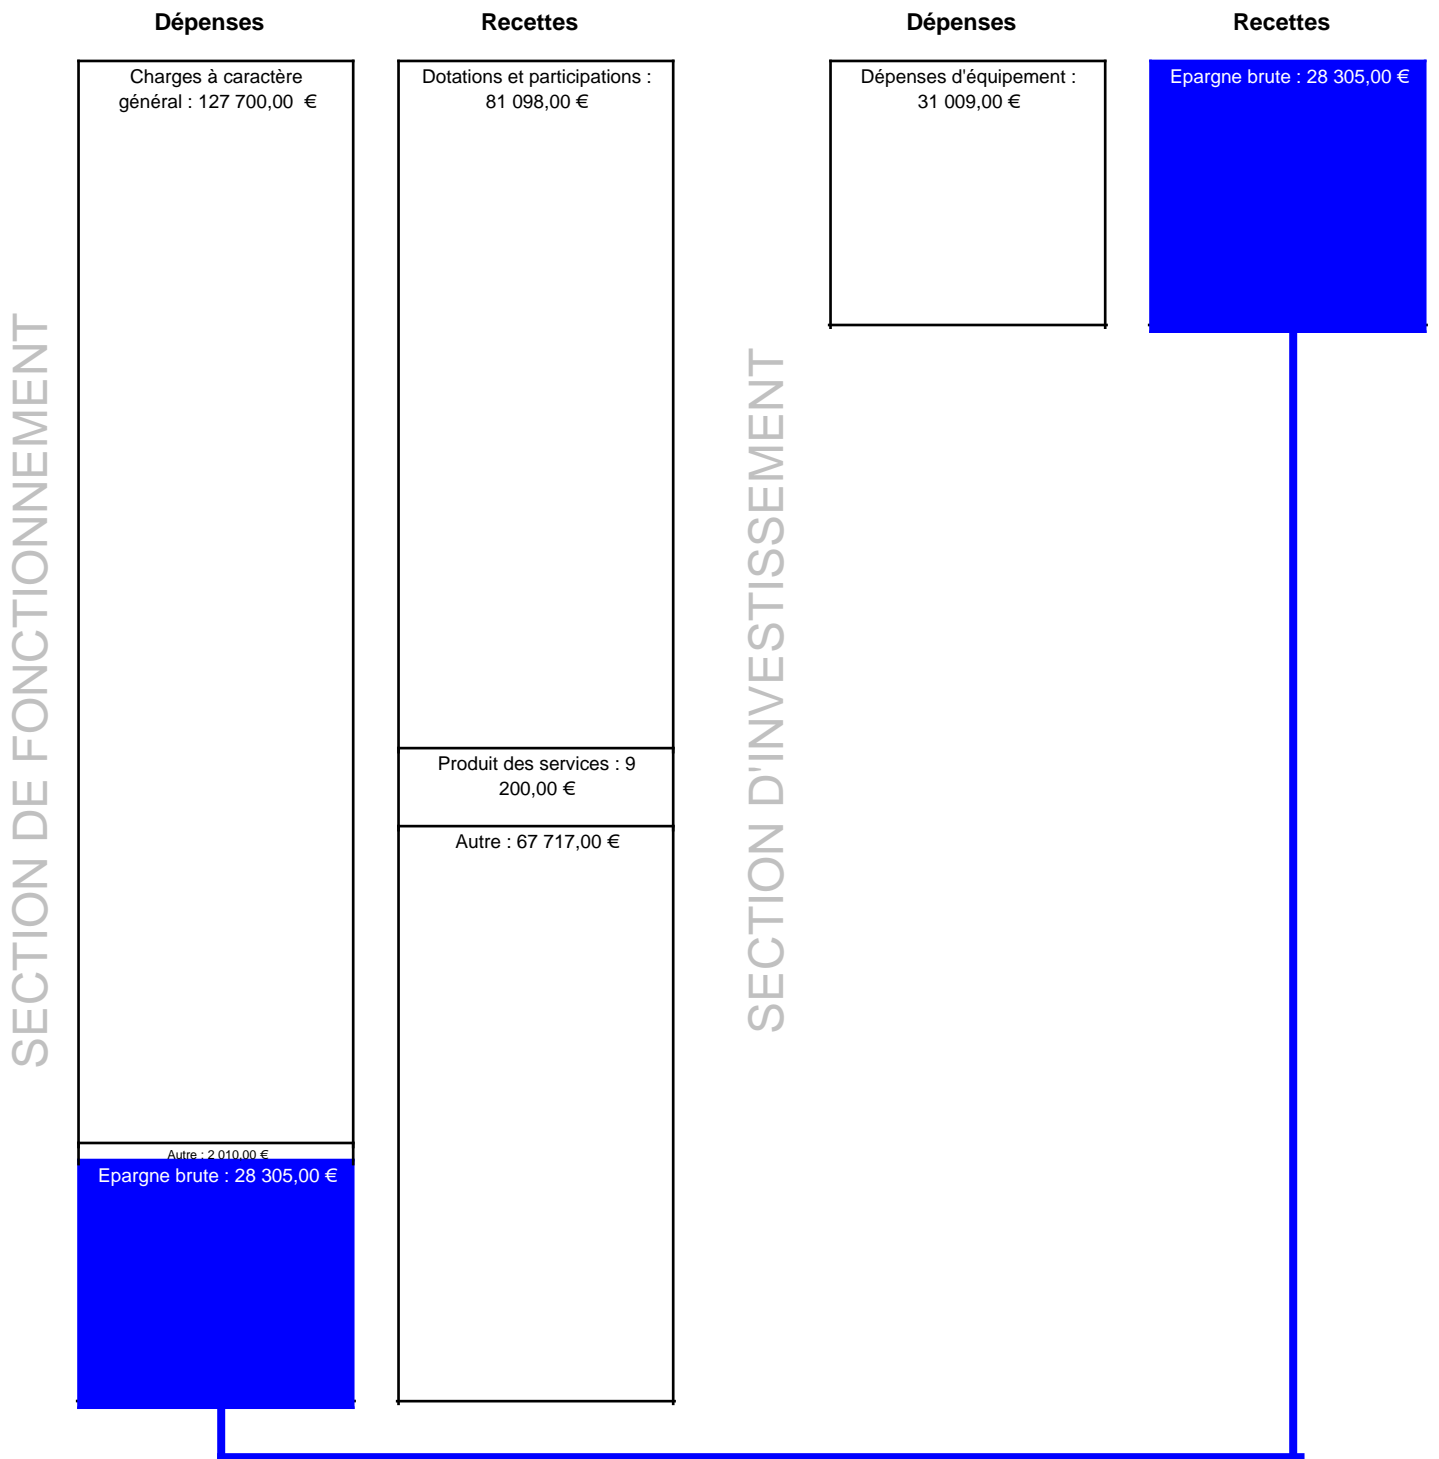 Dépenses
Recettes
Dépenses
Recettes
SECTION DE FONCTIONNEMENT
Charges à caractère
général : 127 700,00  €
Autre : 2 010,00 €
Epargne brute : 28 305,00 €
Dotations et participations :
81 098,00 €
Produit des services : 9
200,00 €
Autre : 67 717,00 €
SECTION D'INVESTISSEMENT
Dépenses d'équipement :
31 009,00 €
Epargne brute : 28 305,00 €